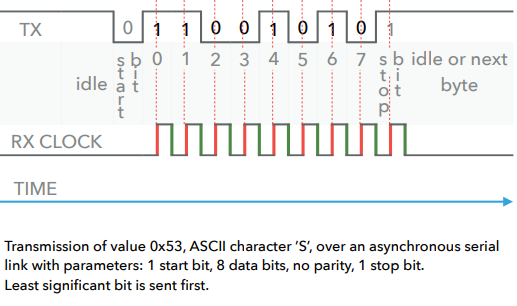 TX 0 1 1 0 0 1 0 1 0 1
idle start bit 0 1 2 3 4 5 6 7 stop bit idle or next byte
RX CLOCK
TIME
Transmission of value 0x53, ASCII character ’S’, over an asynchronous serial
link with parameters: 1 start bit, 8 data bits, no parity, 1 stop bit.
Least significant bit is sent first.